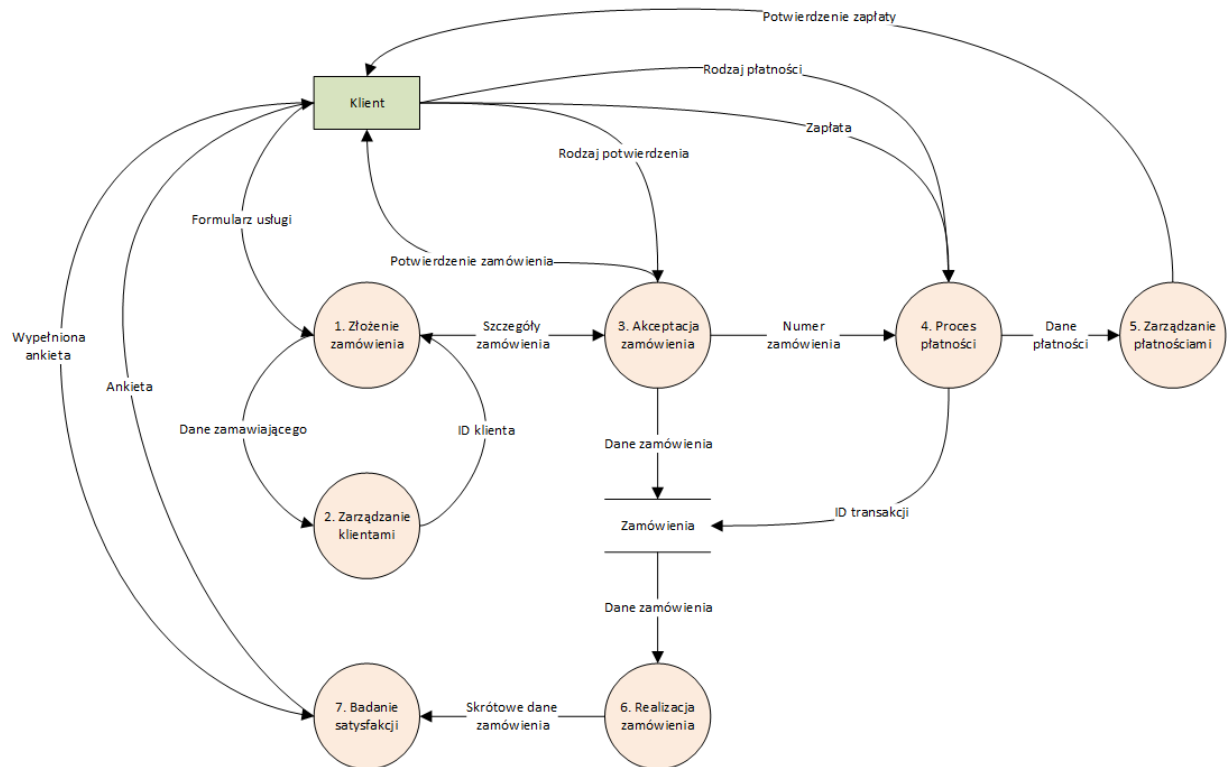 Potwierdzenie zapłaty
Rodzaj płatności
Klient
Zapłata
Rodzaj potwierdzenia
Formularz usługi
Potwierdzenie zamówienia
Wypełniona
ankieta
Ankieta
1. Złożenie
zamówienia
Szczegóły
zamówienia
3. Akceptacja
zamówienia
Numer
zamówienia
4. Proces
płatności
Dane
płatności
5. Zarządzanie
płatnościami
Dane zamawiającego
ID klienta
Dane zamówienia
2. Zarządzanie
klientami
Zamówienia
ID transakcji
Dane zamówienia
7. Badanie
satysfakcji
Skrótowe dane
zamówienia
6. Realizacja
zamówienia